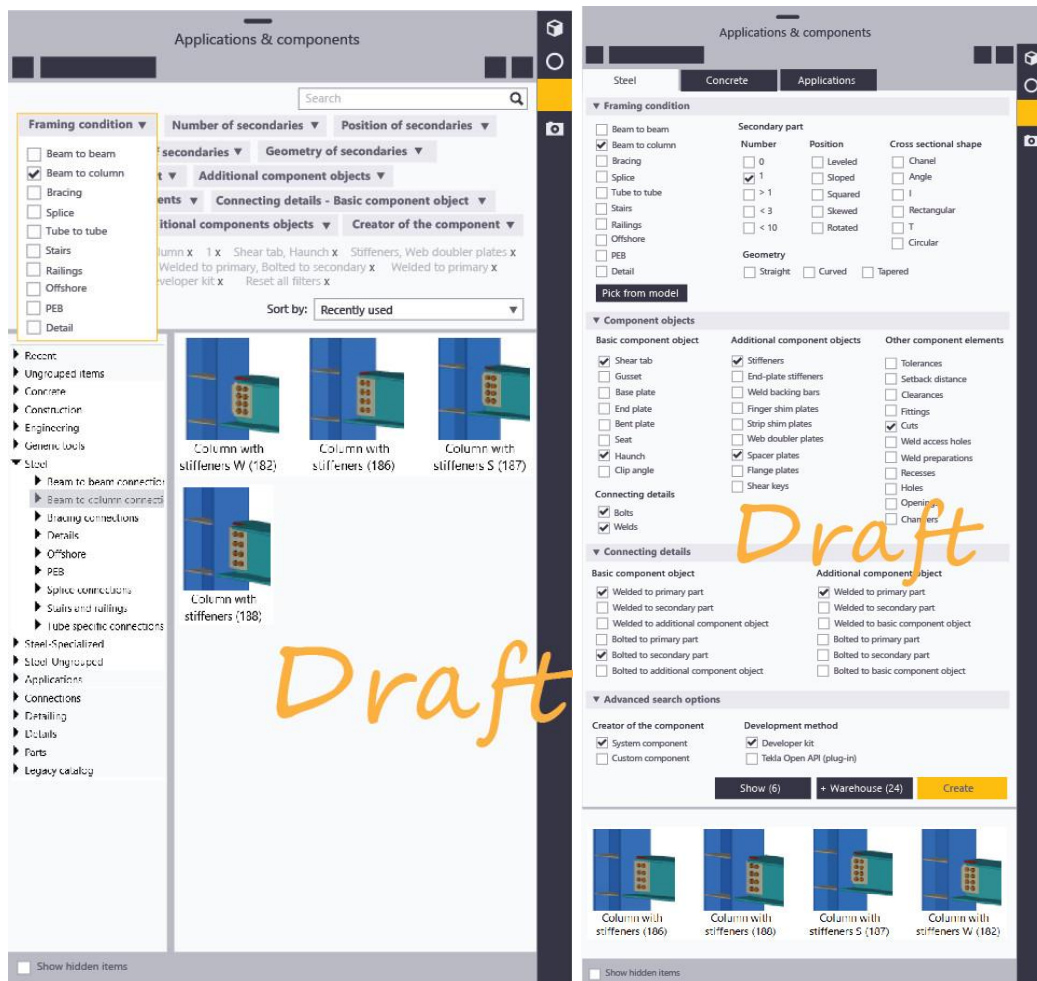 Applications & components
Search
Framing condition ▼ Number of secondaries ▼ Position of secondaries ▼
Beam to beam
Beam to column
Bracing
Splice
Tube to tube
Stairs
Railings
Offshore
PEB
Detail
secondaries ▼ Geometry of secondaries ▼
▼ Additional component objects ▼
▼ Connecting details - Basic component object ▼
components objects ▼ Creator of the component ▼
x 1 x Shear tab, Haunch x Stiffeners, Web doubler plates x
Welded to primary, Bolted to secondary x Welded to primary x
kit x Reset all filters x
Sort by: Recently used ▼
Recent
Ungrouped items
Concrete
Construction
Engineering
Generic tools
Steel
Beam to beam
Beam to column
Bracing connections
Details
Offshore
PEB
Splice connections
Stairs and railings
Tube specific connections
Steel-Specialized
Steel Ungrouped
Applications
Connections
Detailing
Details
Parts
Legacy catalog
Column with
stiffeners W (182)
Column with
stiffeners (186)
Column with
stiffeners S (187)
Column with
stiffeners (188)
Draft
Show hidden items
Applications & components
Steel Concrete Applications
▼ Framing condition
Beam to beam
Beam to column
Bracing
Splice
Tube to tube
Stairs
Railings
Offshore
PEB
Detail
Pick from model
Secondary part
Number
0
1
> 1
< 3
< 10
Position
Leveled
Sloped
Squared
Skewed
Rotated
Cross sectional shape
Chanel
Angle
I
Rectangular
T
Circular
Geometry
Straight Curved Tapered
▼ Component objects
Basic component object
Shear tab
Gusset
Base plate
End plate
Bent plate
Seat
Haunch
Clip angle
Connecting details
Bolts
Welds
Additional component objects
Stiffeners
End-plate stiffeners
Weld backing bars
Finger shim plates
Strip shim plates
Web doubler plates
Spacer plates
Flange plates
Shear keys
Other component elements
Tolerances
Setback distance
Clearances
Fittings
Cuts
Weld access holes
Weld preparations
Recesses
Holes
Draft
▼ Connecting details
Basic component object
Welded to primary part
Welded to secondary part
Welded to additional component object
Bolted to primary part
Bolted to secondary part
Bolted to additional component object
Additional component object
Welded to primary part
Welded to secondary part
Welded to basic component object
Bolted to primary part
Bolted to secondary part
Bolted to basic component object
▼ Advanced search options
Creator of the component
System component
Custom component
Development method
Developer kit
Tekla Open API (plug-in)
Show (6) + Warehouse (24) Create
Column with
stiffeners (186)
Column with
stiffeners (188)
Column with
stiffeners S (187)
Column with
stiffeners W (182)
Show hidden items